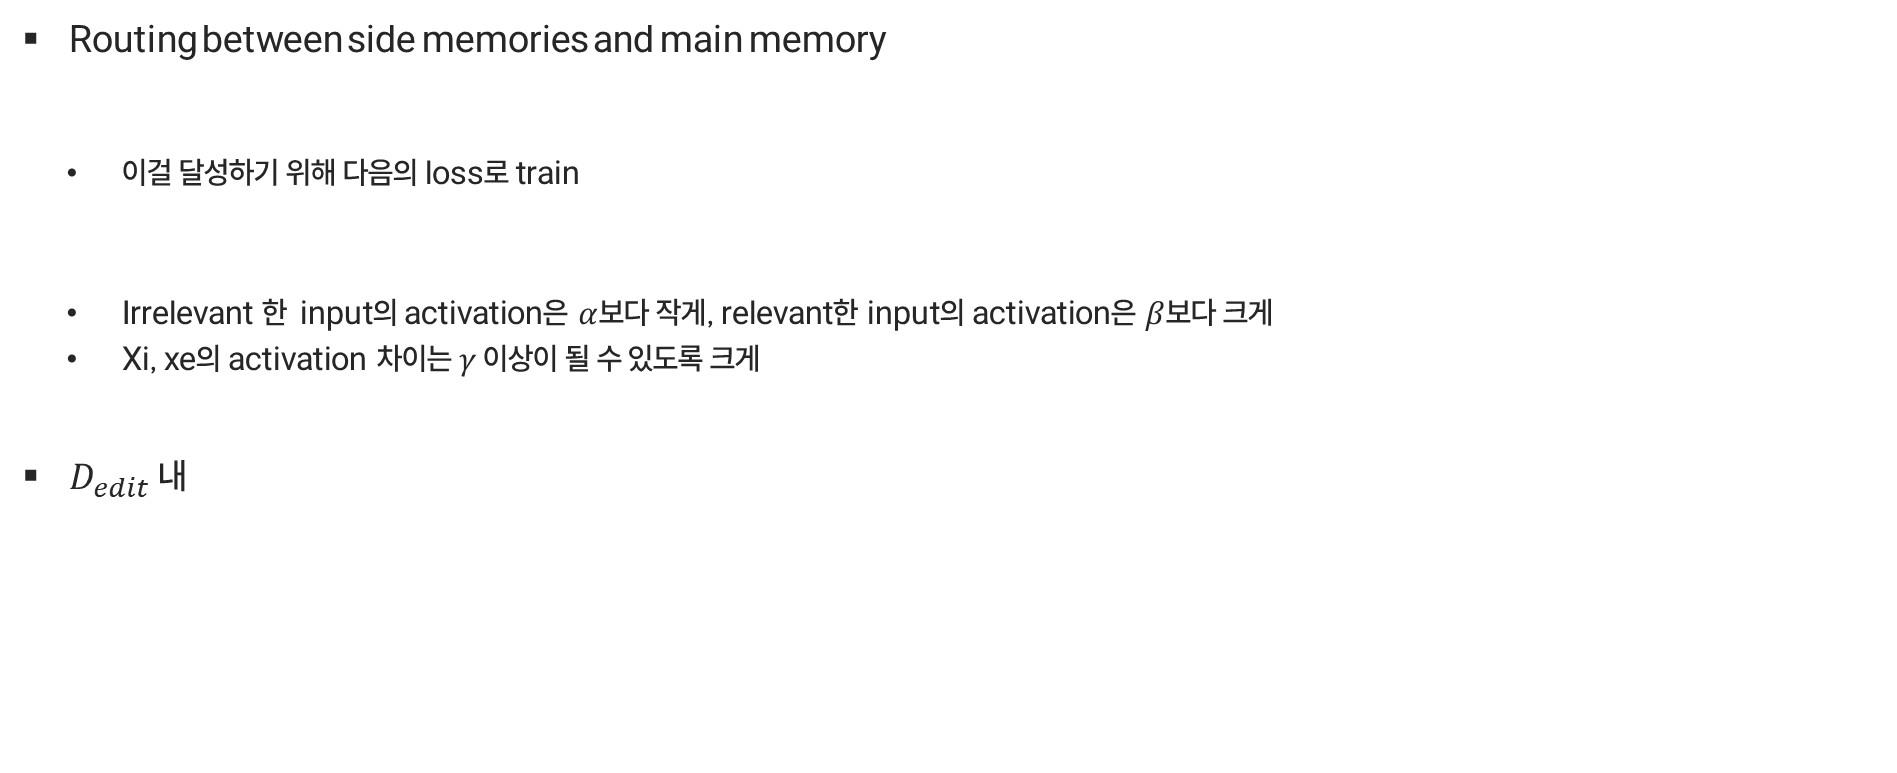 ▪ Routing between side memories and main memory
• 이걸 달성하기 위해 다음의 loss로 train
• Irrelevant 한 input의 activation은 𝛼보다 작게, relevant한 input의 activation은 𝛽보다 크게
• Xi, xe의 activation 차이는 𝛾 이상이 될 수 있도록 크게
▪ 𝐷𝑒𝑑𝑖𝑡 내